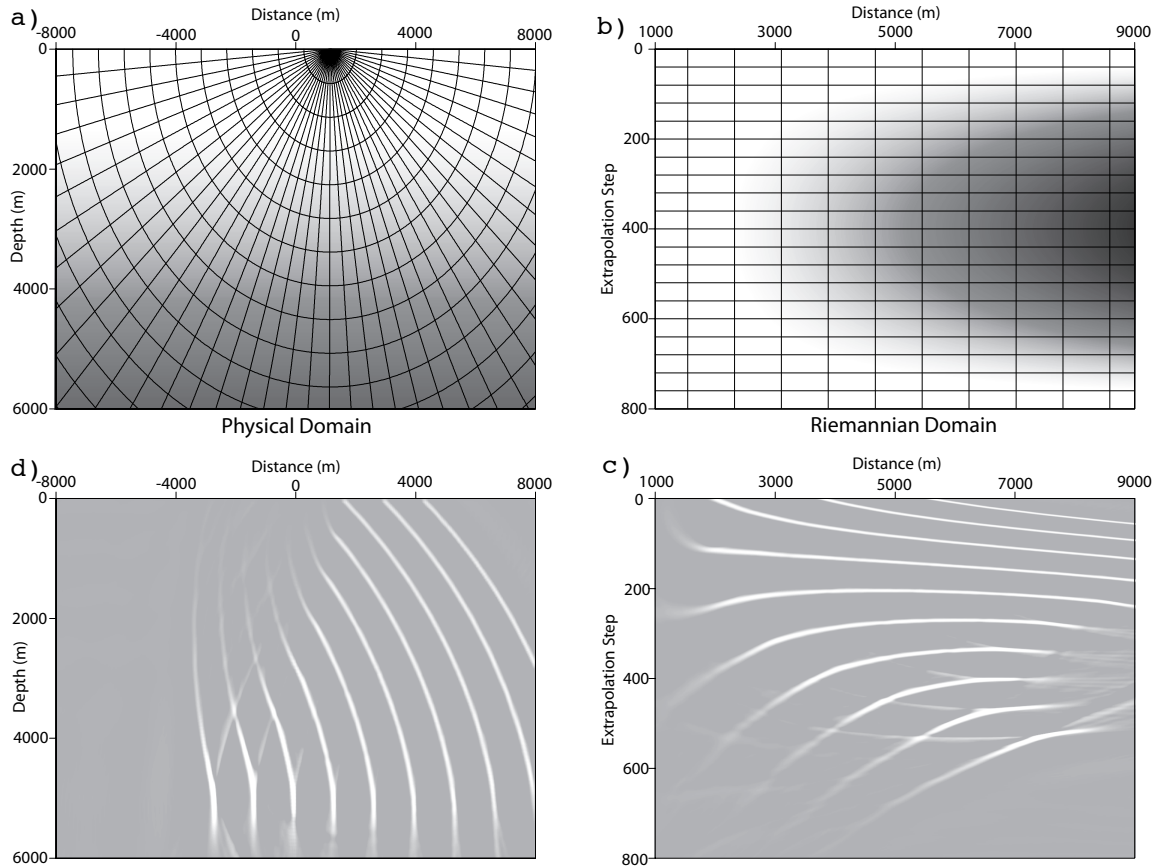 a)
Distance (m)
-8000 -4000 0 4000 8000
0
2000
4000
6000
Depth (m)
Physical Domain
b)
Distance (m)
1000 3000 5000 7000 9000
0
200
400
600
800
Extrapolation Step
Riemannian Domain
d)
Distance (m)
-8000 -4000 0 4000 8000
0
2000
4000
6000
Depth (m)
c)
Distance (m)
1000 3000 5000 7000 9000
0
200
400
600
800
Extrapolation Step